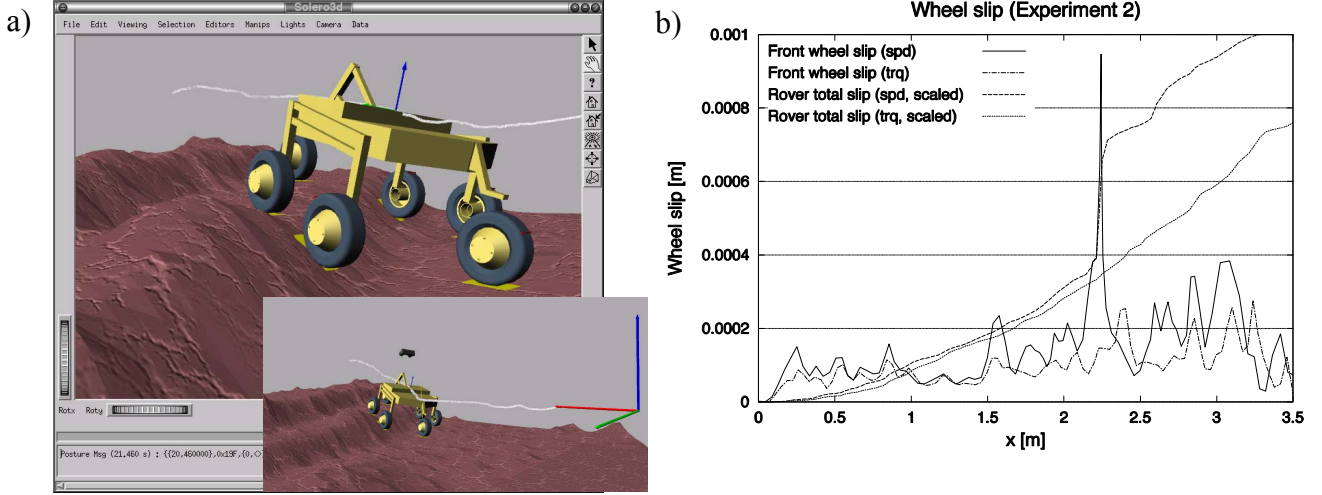 a)
Solero3d
File Edit Viewing Selection Editors Manips Lights Camera Data
?
Rotx Roty
Posture Msg (21.460 s) : {{20,460000},0x19F,{0,
b)
Wheel slip (Experiment 2)
Front wheel slip (spd)
Front wheel slip (trq)
Rover total slip (spd, scaled)
Rover total slip (trq, scaled)
Wheel slip [m]
0.001
0.0008
0.0006
0.0004
0.0002
0
0 0.5 1 1.5 2 2.5 3 3.5
x [m]